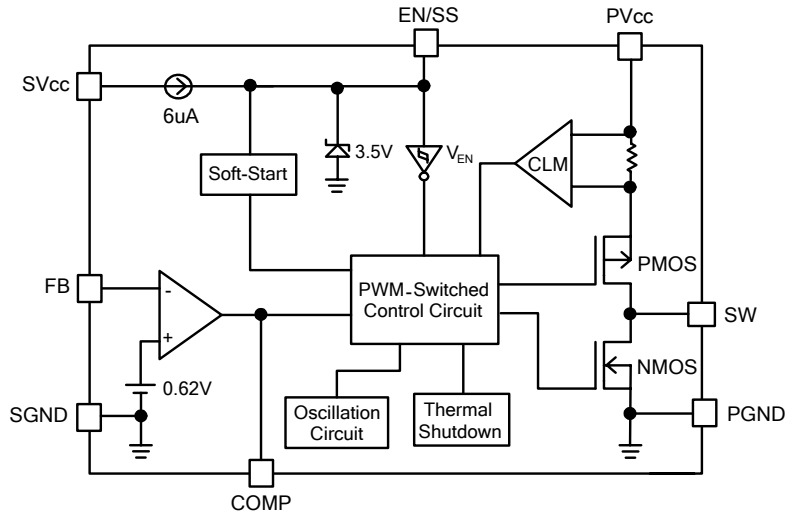 EN/SS
PVcc
SVcc
6uA
3.5V
VEN
CLM
Soft-Start
PMOS
FB
-
PWM-Switched
Control Circuit
SW
+
NMOS
0.62V
SGND
Oscillation
Circuit
Thermal
Shutdown
PGND
COMP